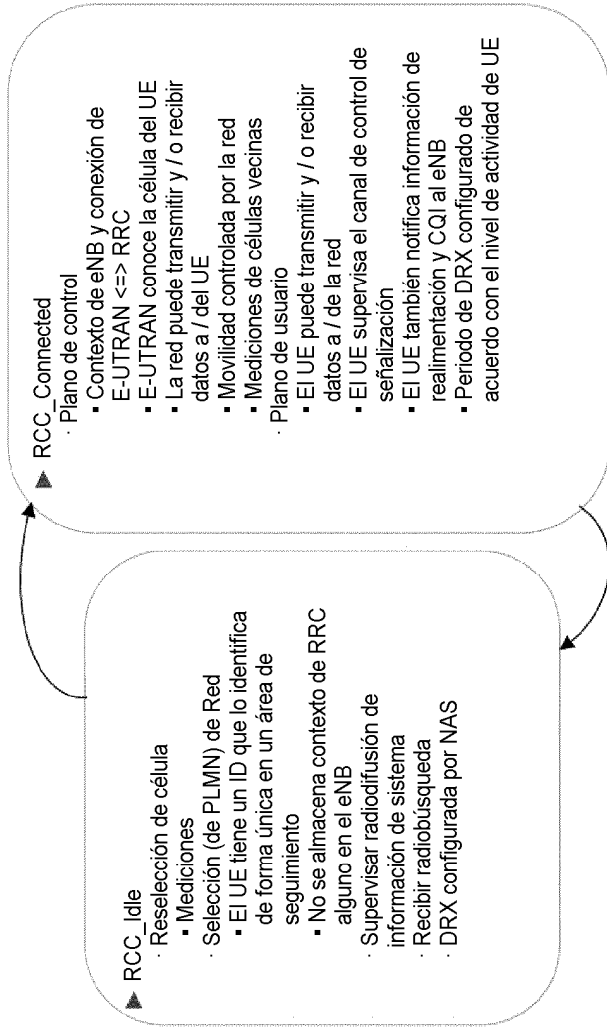 ▶ RCC_Idle
· Reselección de célula
▪ Mediciones
· Selección (de PLMN) de Red
▪ El UE tiene un ID que lo identifica
de forma única en un área de
seguimiento
▪ No se almacena contexto de RRC
alguno en el eNB
· Supervisar radiodifusión de
información de sistema
· Recibir radiobúsqueda
· DRX configurada por NAS
▶ RCC_Connected
· Plano de control
▪ Contexto de eNB y conexión de
E-UTRAN <=> RRC
▪ E-UTRAN conoce la célula del UE
▪ La red puede transmitir y / o recibir
datos a / del UE
▪ Movilidad controlada por la red
▪ Mediciones de células vecinas
· Plano de usuario
▪ El UE puede transmitir y / o recibir
datos a / de la red
▪ El UE supervisa el canal de control de
señalización
▪ El UE también notifica información de
realimentación y CQI al eNB
▪ Periodo de DRX configurado de
acuerdo con el nivel de actividad de UE